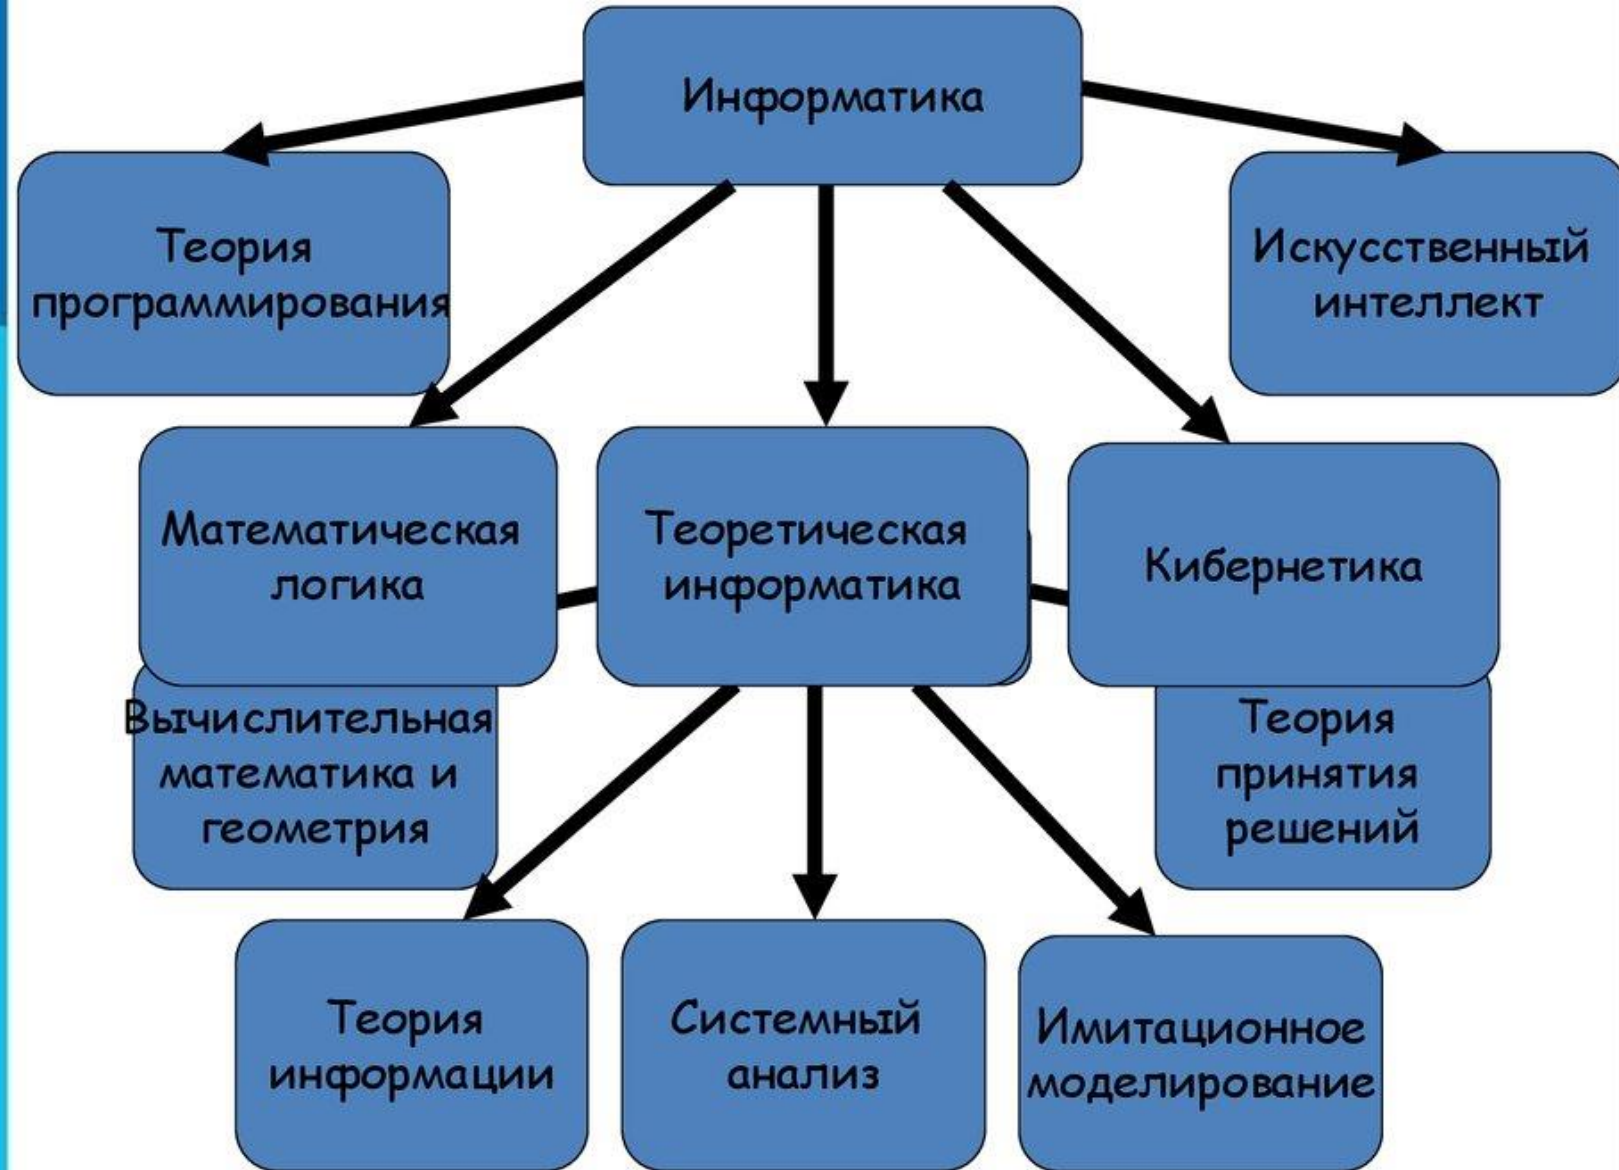 Информатика
Теория
программирования
Искусственный
интеллект
Математическая
логика
Теоретическая
информатика
Кибернетика
Вычислительная
математика и
геометрия
Теория
принятия
решений
Теория
информации
Системный
анализ
Имитационное
моделирование